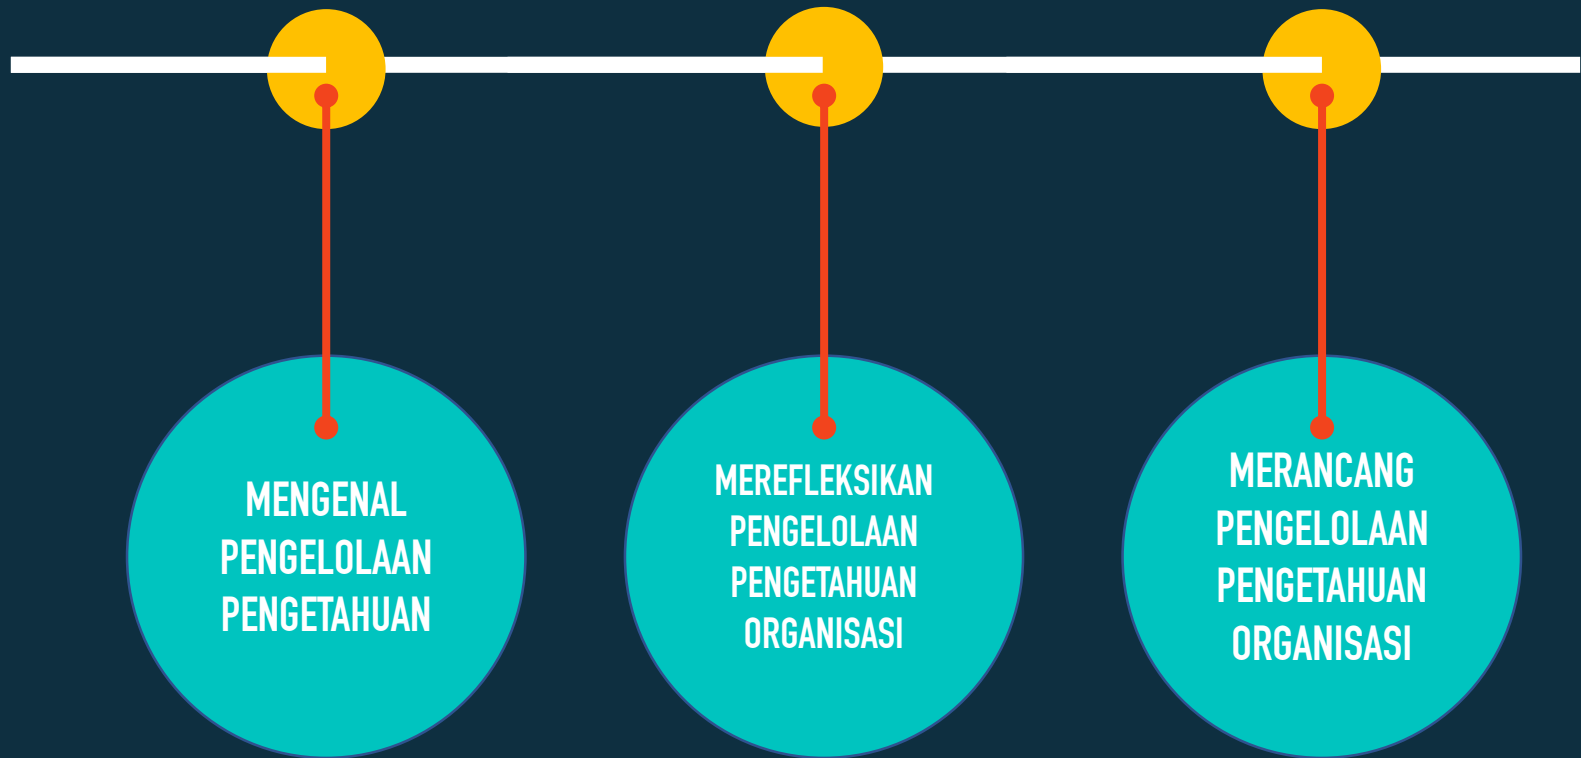 MENGENAL
PENGELOLAAN
PENGETAHUAN
MEREFLEKSIKAN
PENGELOLAAN
PENGETAHUAN
ORGANISASI
MERANCANG
PENGELOLAAN
PENGETAHUAN
ORGANISASI